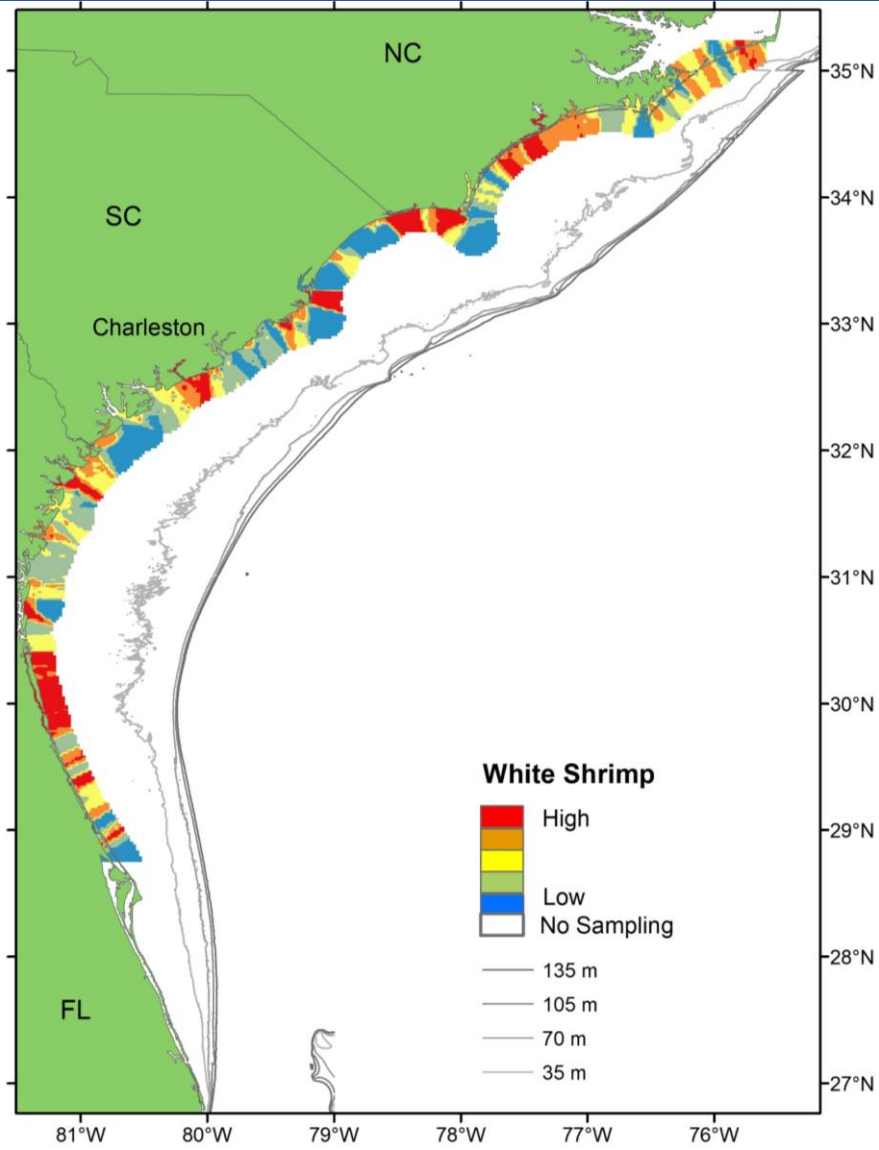 NC
35°N
34°N
SC
Charleston
33°N
32°N
31°N
30°N
White Shrimp
High
29°N
Low
No Sampling
28°N
135 m
FL
105 m
70 m
35 m
27°N
81°W
80°W
79°W
78°W
77°W
76°W